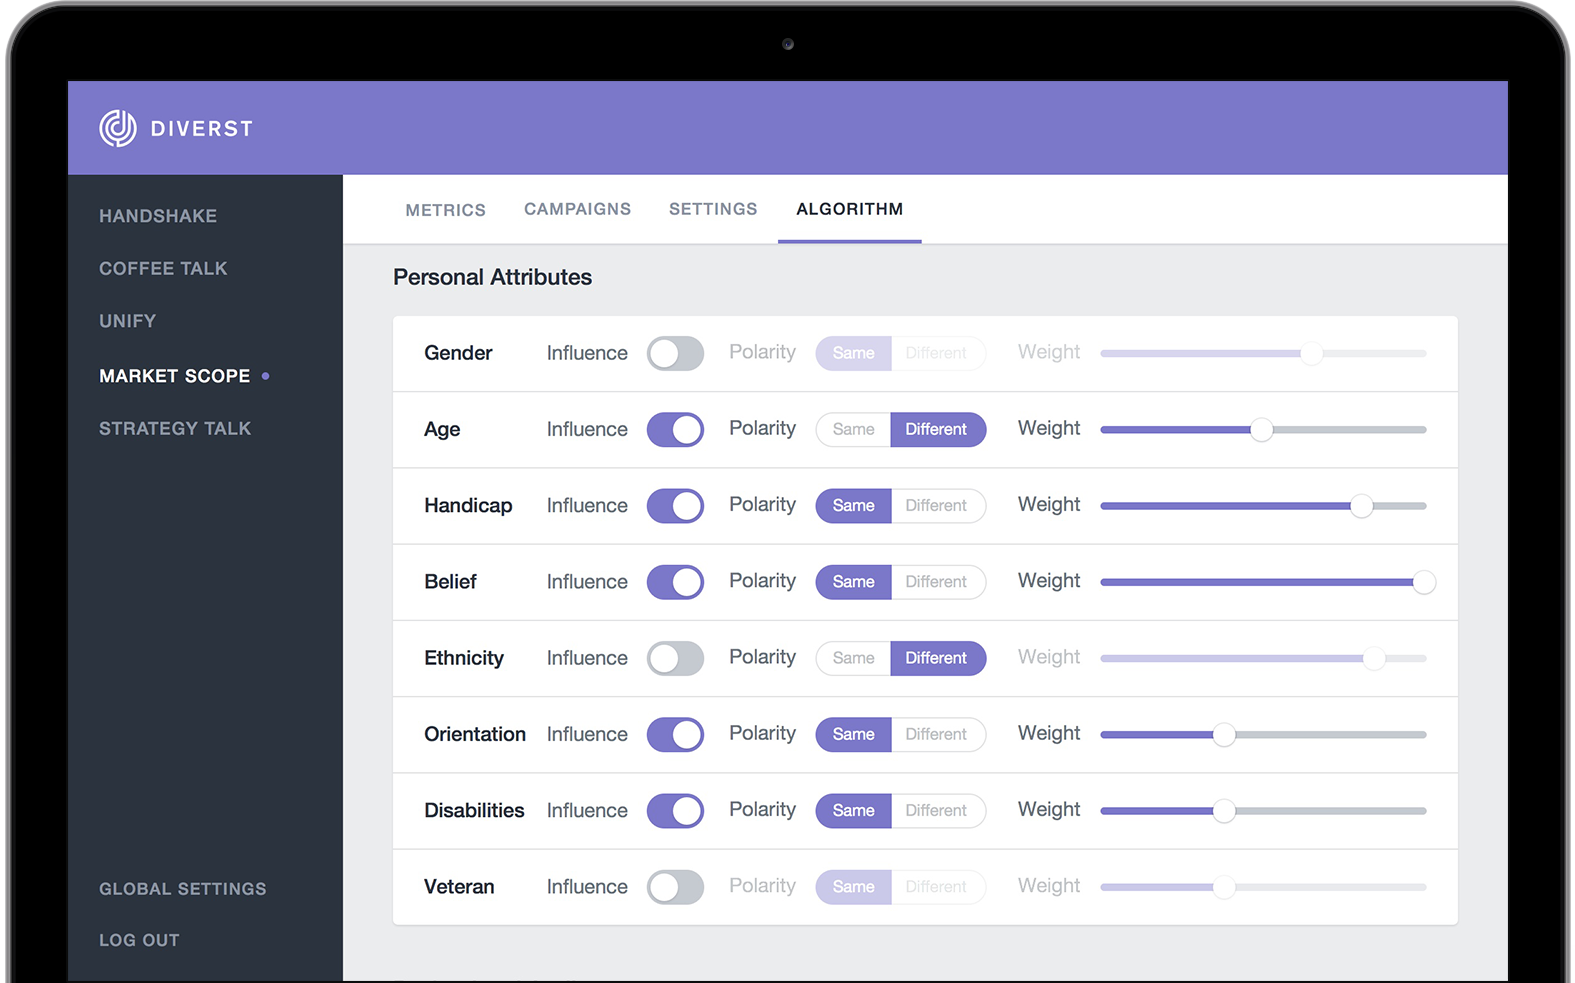 DIVERST
HANDSHAKE
COFFEE TALK
UNIFY
MARKET SCOPE
STRATEGY TALK
GLOBAL SETTINGS
LOG OUT
METRICS CAMPAIGNS SETTINGS ALGORITHM
Personal Attributes
Gender Influence Polarity Same Different Weight
Age Influence Polarity Same Different Weight
Handicap Influence Polarity Same Different Weight
Belief Influence Polarity Same Different Weight
Ethnicity Influence Polarity Same Different Weight
Orientation Influence Polarity Same Different Weight
Disabilities Influence Polarity Same Different Weight
Veteran Influence Polarity Same Different Weight